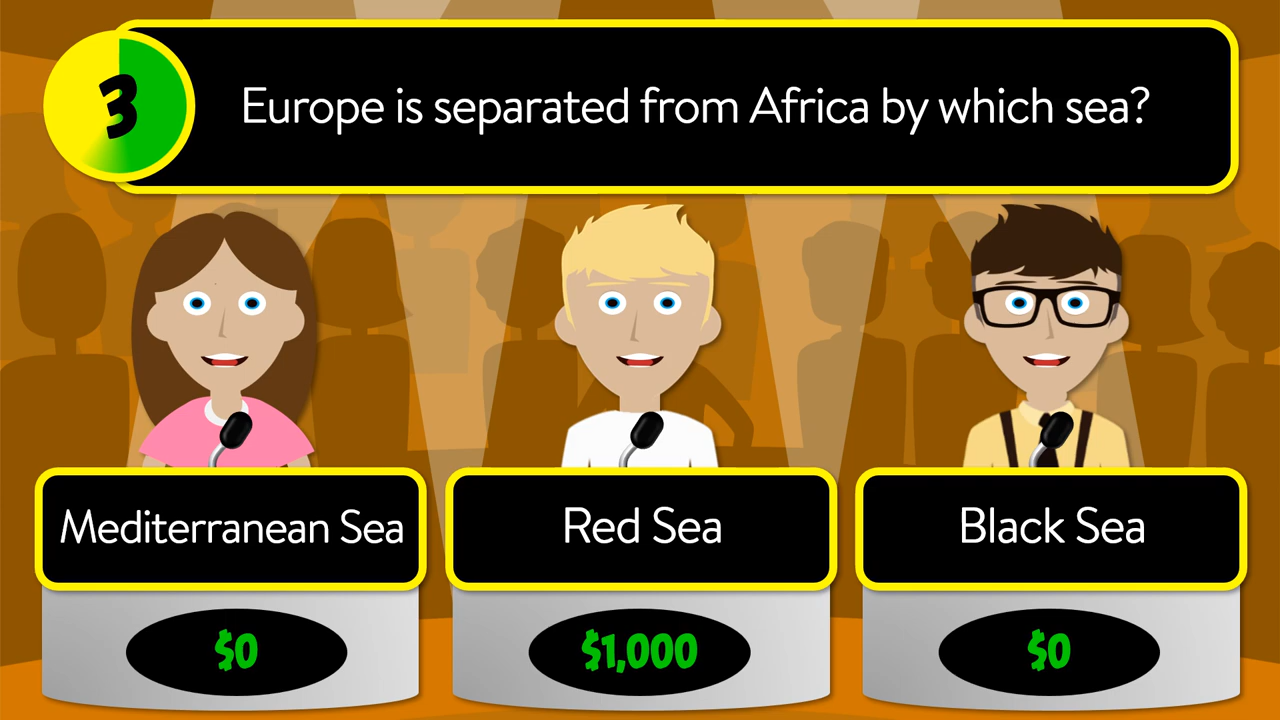 3
Europe is separated from Africa by which sea?
Mediterranean Sea
Red Sea
Black Sea
$0
$1,000
$0